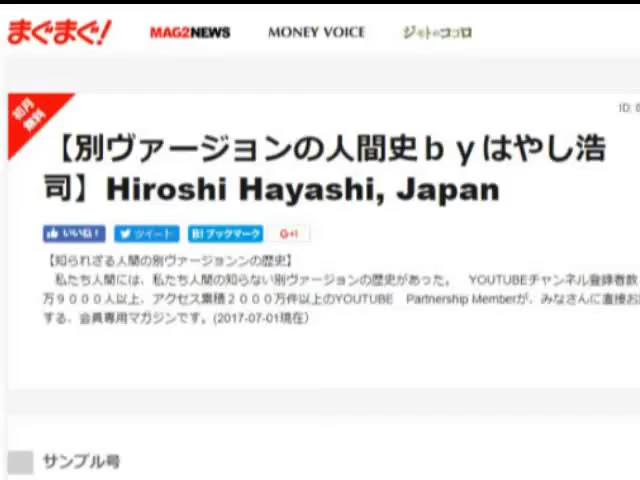 まぐまぐ! MAG2NEWS MONEY VOICE ジモトのココロ
初月無料
ID:
【別ヴァージョンの人間史ｂｙはやし浩
司】Hiroshi Hayashi, Japan
いいね! ツイート B!ブックマーク G+1
【知られざる人間の別ヴァージョンンの歴史】
私たち人間には、私たち人間の知らない別ヴァージョンの歴史があった。 YOUTUBEチャンネル登録者数
万９０００人以上、アクセス累積２０００万件以上のYOUTUBE Partnership Memberが、みなさんに直接お
する、会員専用マガジンです。(2017-07-01現在)
サンプル号